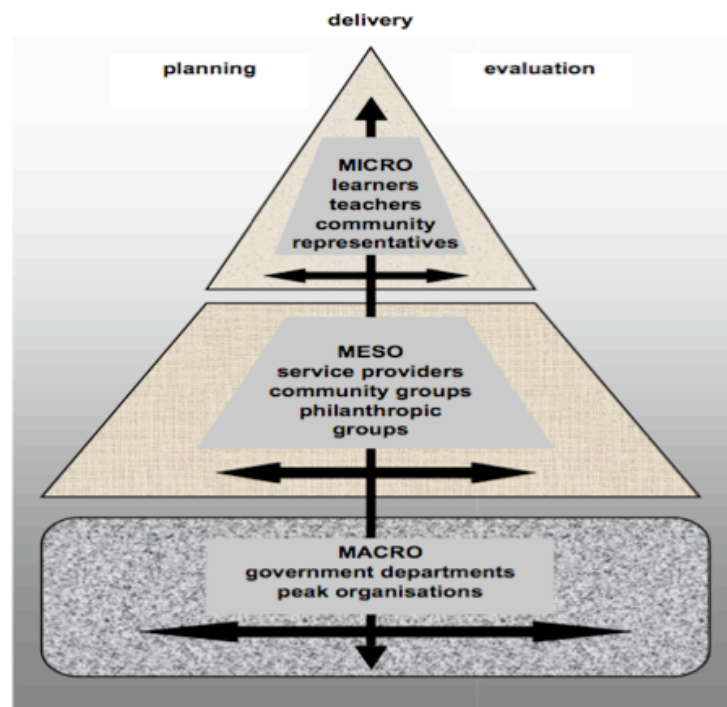 delivery
planning
evaluation
MICRO
learners
teachers
community
representatives
MESO
service providers
community groups
philanthropic
groups
MACRO
government departments
peak organisations